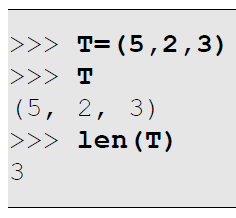 >>> T=(5,2,3)
>>> T
(5, 2, 3)
>>> len(T)
3